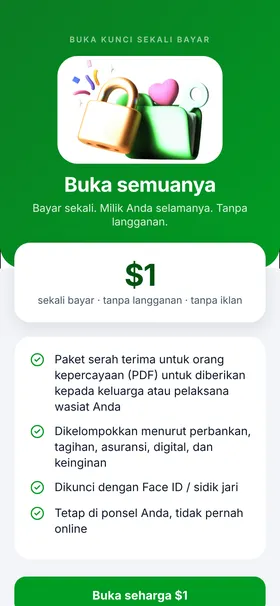 BUKA KUNCI SEKALI BAYAR
Buka semuanya
Bayar sekali. Milik Anda selamanya. Tanpa
langganan.
$1
sekali bayar · tanpa langganan · tanpa iklan
Paket serah terima untuk orang
kepercayaan (PDF) untuk diberikan
kepada keluarga atau pelaksana
wasiat Anda
Dikelompokkan menurut perbankan,
tagihan, asuransi, digital, dan
keinginan
Dikunci dengan Face ID / sidik jari
Tetap di ponsel Anda, tidak pernah
online
Buka seharga $1